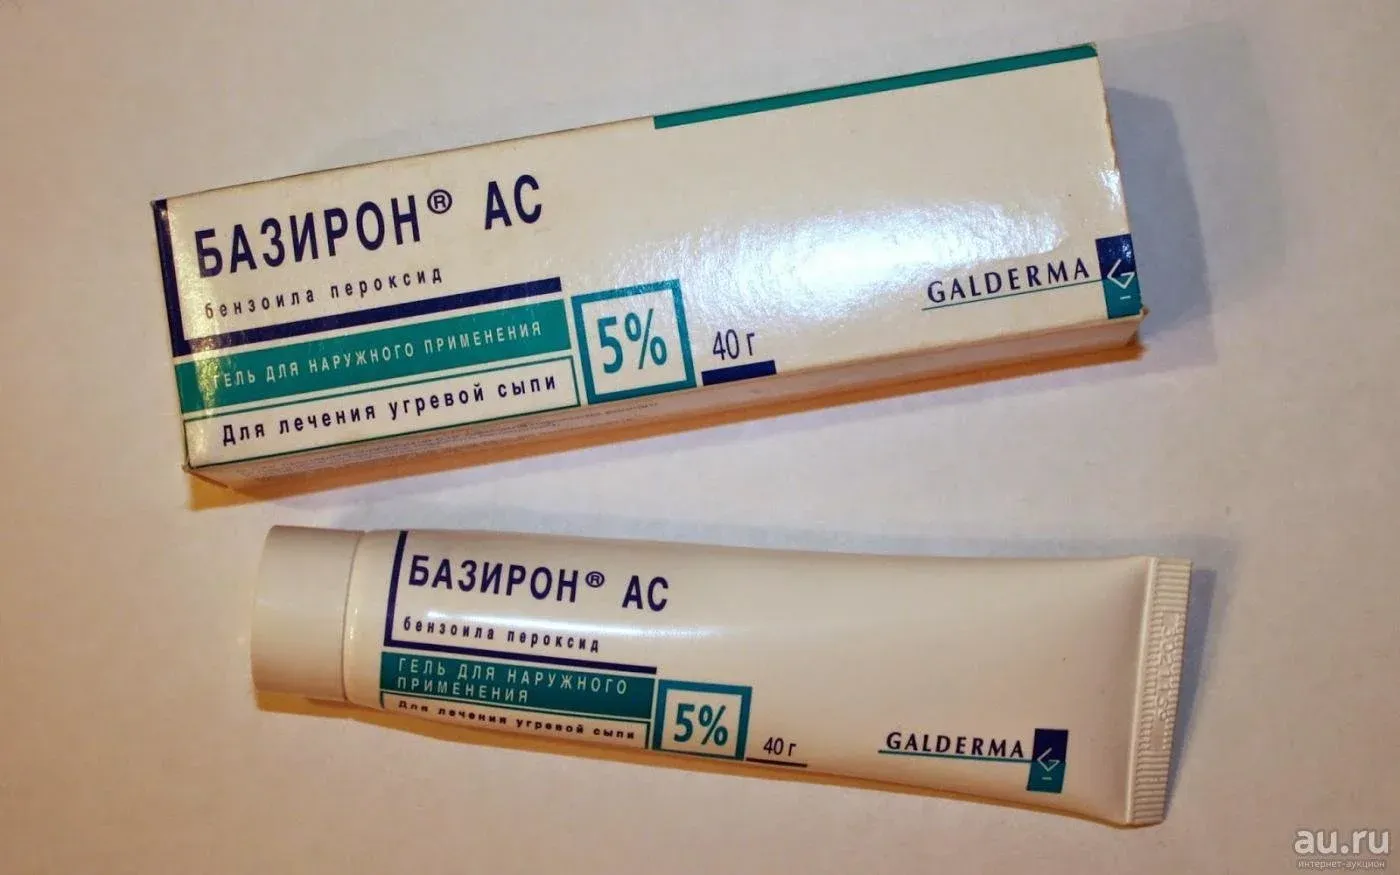 БАЗИРОН® АС
бензоила пероксид
ГЕЛЬ ДЛЯ НАРУЖНОГО ПРИМЕНЕНИЯ
Для лечения угревой сыпи
5%
40 г
GALDERMA
БАЗИРОН® АС
бензоила пероксид
ГЕЛЬ ДЛЯ НАРУЖНОГО
ПРИМЕНЕНИЯ
Для лечения угревой сыпи
5%
40 г
GALDERMA
au.ru
интернет-аукцион